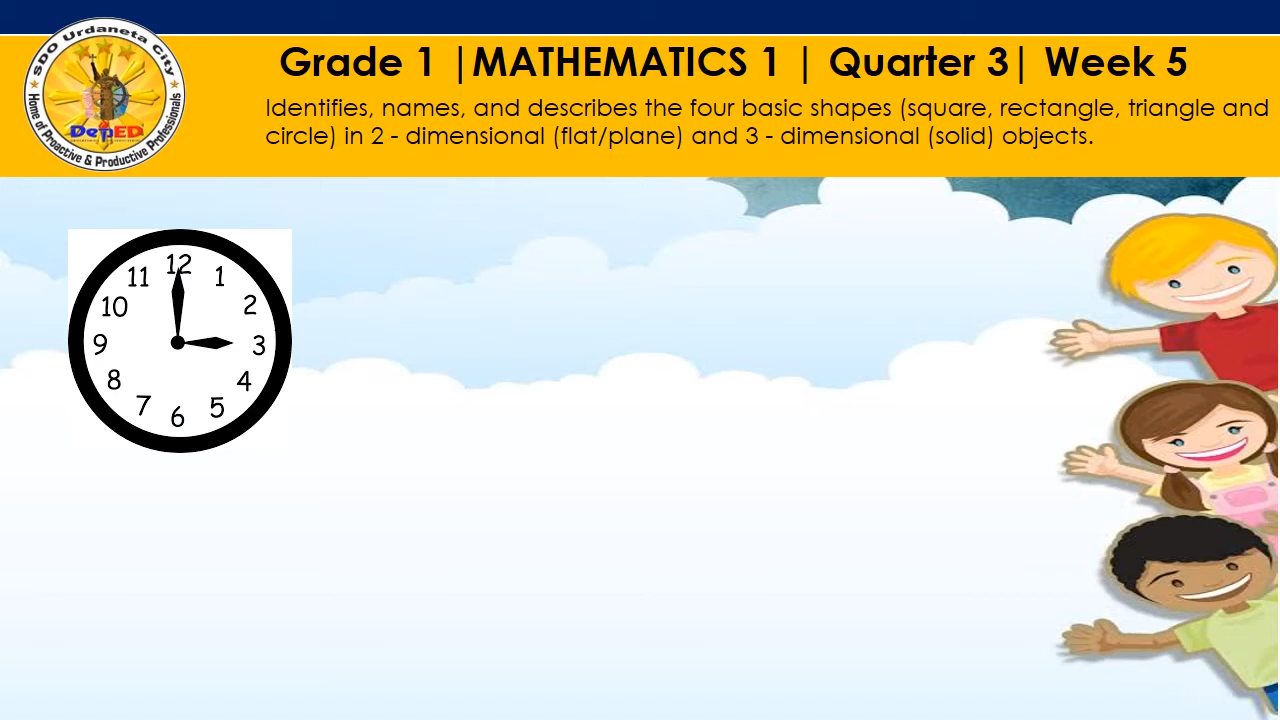 SDO Urdaneta City
DepED
Home of Proactive & Productive Professionals
Grade 1 |MATHEMATICS 1 | Quarter 3| Week 5
Identifies, names, and describes the four basic shapes (square, rectangle, triangle and
circle) in 2 - dimensional (flat/plane) and 3 - dimensional (solid) objects.
12
11 1
10 2
9 3
8 4
7 5
6